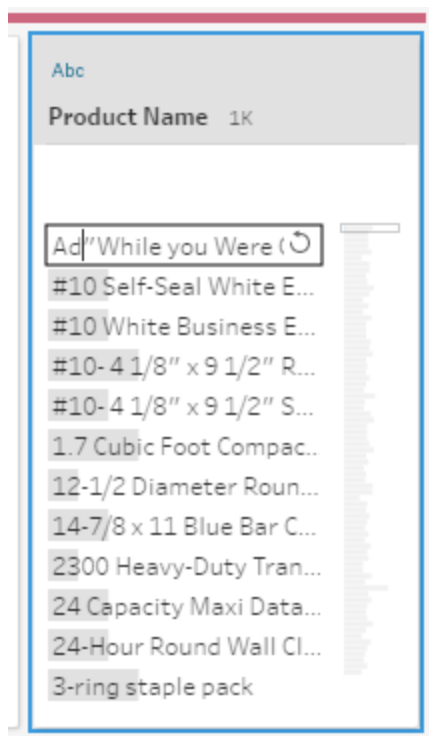 Abc
Product Name 1K
Ad"While you Were (
#10 Self-Seal White E...
#10 White Business E...
#10- 4 1/8" x 9 1/2" R...
#10- 4 1/8" x 9 1/2" S...
1.7 Cubic Foot Compac..
12-1/2 Diameter Roun...
14-7/8 x 11 Blue Bar C...
2300 Heavy-Duty Tran...
24 Capacity Maxi Data...
24-Hour Round Wall Cl...
3-ring staple pack